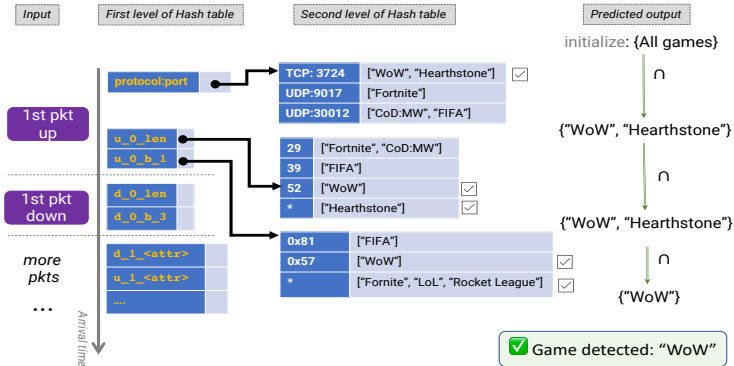 Input
First level of Hash table
Second level of Hash table
Predicted output
initialize: {All games}
protocol:port
TCP: 3724 ["WoW", "Hearthstone"]
UDP:9017 ["Fortnite"]
UDP:30012 ["CoD:MW", "FIFA"]
∩
1st pkt
up
u_0_len
u_0_b_1
{"WoW", "Hearthstone"}
29 ["Fortnite", "CoD:MW"]
39 ["FIFA"]
52 ["WoW"]
* ["Hearthstone"]
∩
1st pkt
down
d_0_len
d_0_b_3
{"WoW", "Hearthstone"}
more
pkts
...
d_1_<attr>
u_1_<attr>
....
0x81 ["FIFA"]
0x57 ["WoW"]
* ["Fornite", "LoL", "Rocket League"]
∩
{"WoW"}
Arrival time
Game detected: "WoW"